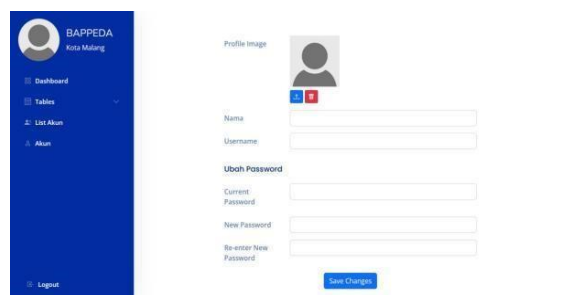 BAPPEDA
Kota Malang
Dashboard
Tables
List Akun
Akun
Logout
Profile Image
Nama
Username
Ubah Password
Current
Password
New Password
Re-enter New
Password
Save Changes